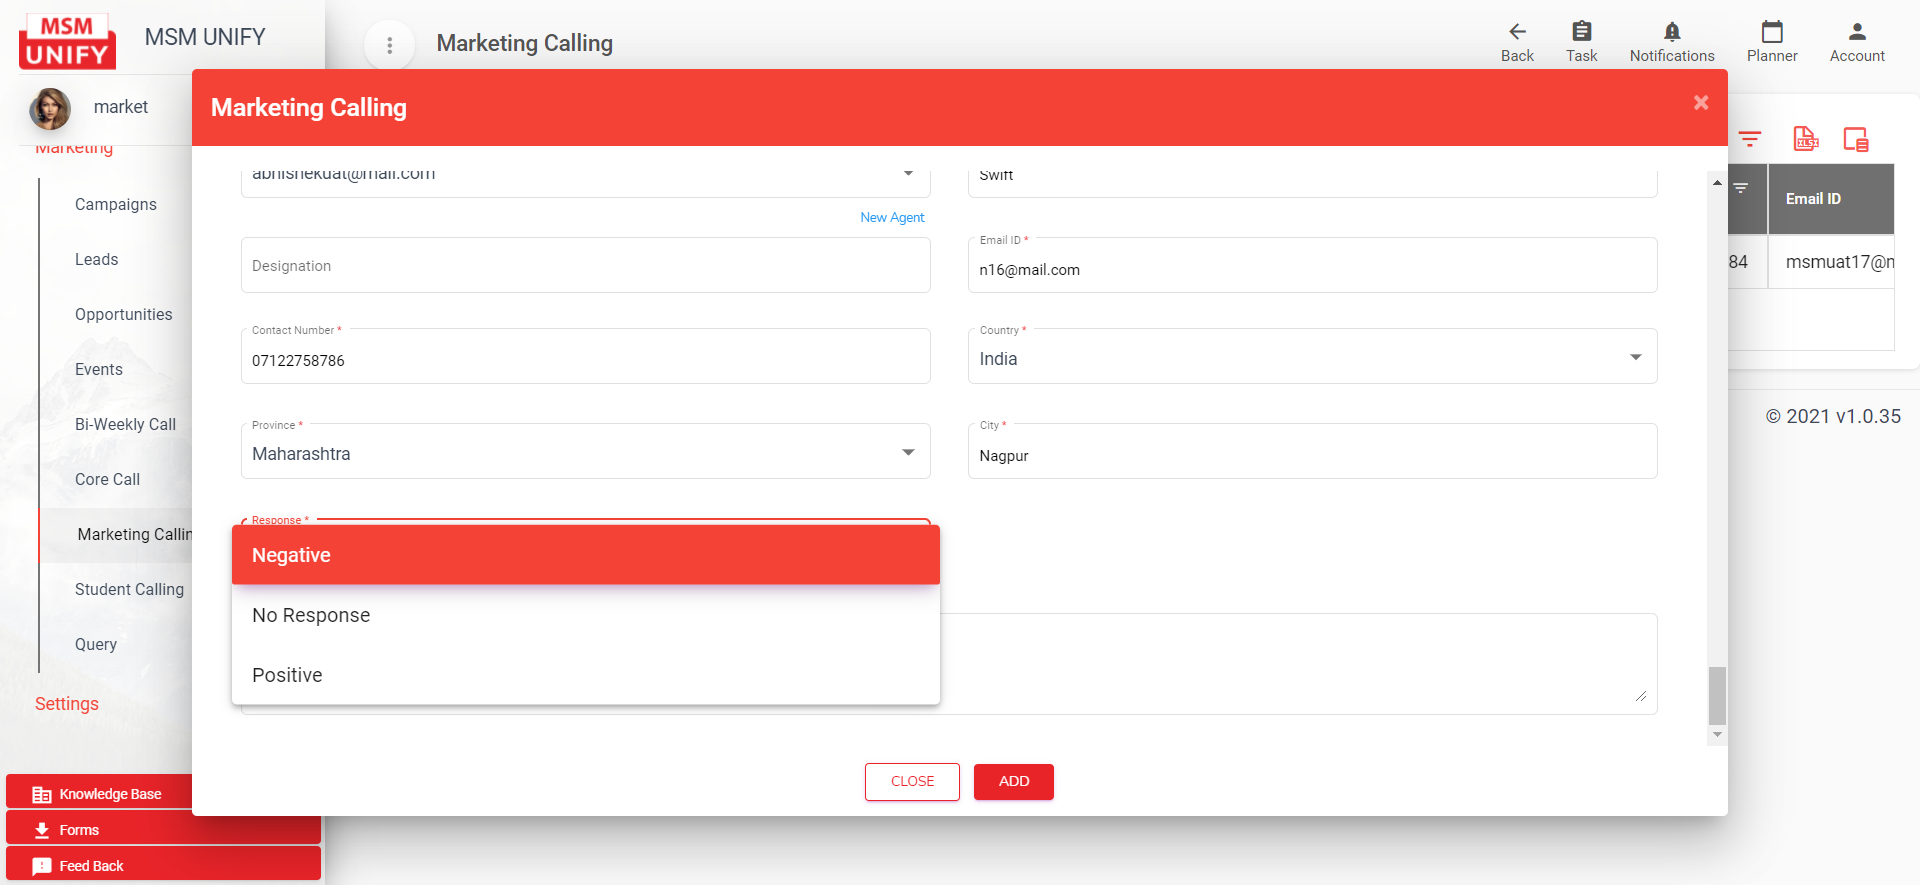 MSM
UNIFY
MSM UNIFY
Marketing Calling
Back
Task
Notifications
Planner
Account
market
Marketing
Campaigns
Leads
Opportunities
Events
Bi-Weekly Call
Core Call
Marketing Callin
Student Calling
Query
Settings
Knowledge Base
Forms
Feed Back
Marketing Calling
×
abhishekuat@mail.com
Swift
New Agent
Designation
Email ID *
n16@mail.com
Contact Number *
07122758786
Country *
India
Province *
Maharashtra
City *
Nagpur
Response *
Negative
No Response
Positive
CLOSE
ADD
XLSX
Email ID
84
msmuat17@n
© 2021 v1.0.35